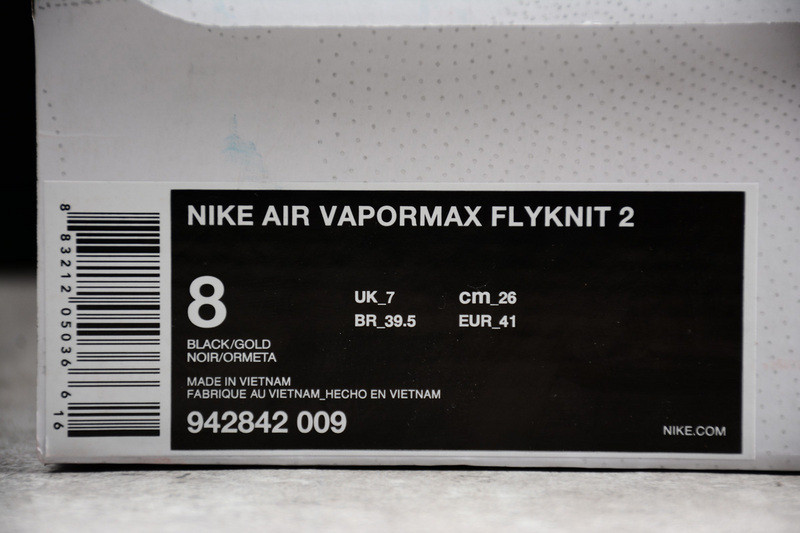 NIKE AIR VAPORMAX FLYKNIT 2
8
UK_7 cm_26
BR_39.5 EUR_41
BLACK/GOLD
NOIR/ORMETA
MADE IN VIETNAM
FABRIQUE AU VIETNAM_HECHO EN VIETNAM
942842 009
NIKE.COM
8 83212 05036 6 16